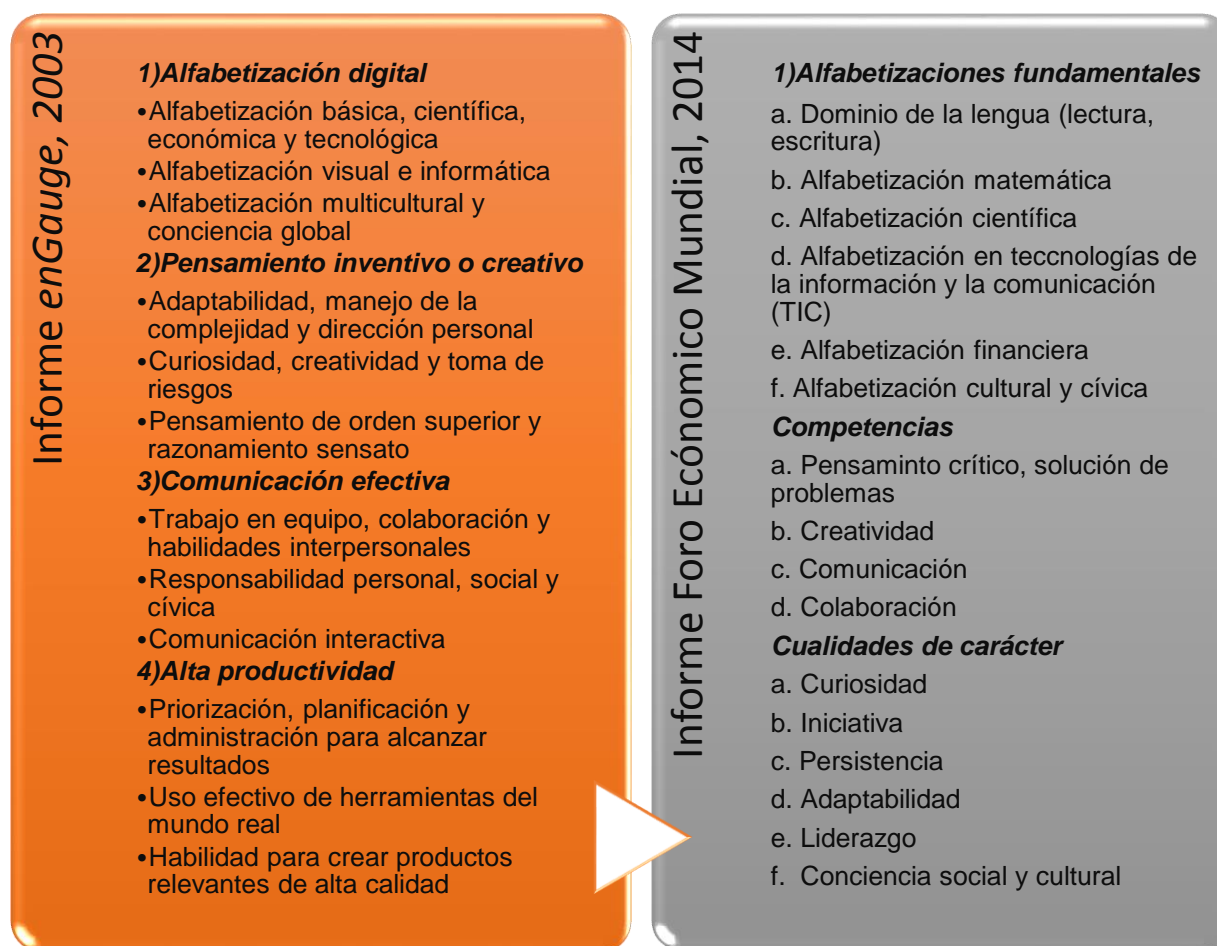 Informe enGauge, 2003
1)Alfabetización digital
•Alfabetización básica, científica,
económica y tecnológica
•Alfabetización visual e informática
•Alfabetización multicultural y
conciencia global
2)Pensamiento inventivo o creativo
•Adaptabilidad, manejo de la
complejidad y dirección personal
•Curiosidad, creatividad y toma de
riesgos
•Pensamiento de orden superior y
razonamiento sensato
3)Comunicación efectiva
•Trabajo en equipo, colaboración y
habilidades interpersonales
•Responsabilidad personal, social y
cívica
•Comunicación interactiva
4)Alta productividad
•Priorización, planificación y
administración para alcanzar
resultados
•Uso efectivo de herramientas del
mundo real
•Habilidad para crear productos
relevantes de alta calidad
Informe Foro Ecónomico Mundial, 2014
1)Alfabetizaciones fundamentales
a. Dominio de la lengua (lectura,
escritura)
b. Alfabetización matemática
c. Alfabetización científica
d. Alfabetización en teccnologías de
la información y la comunicación
(TIC)
e. Alfabetización financiera
f. Alfabetización cultural y cívica
Competencias
a. Pensaminto crítico, solución de
problemas
b. Creatividad
c. Comunicación
d. Colaboración
Cualidades de carácter
a. Curiosidad
b. Iniciativa
c. Persistencia
d. Adaptabilidad
e. Liderazgo
f. Conciencia social y cultural